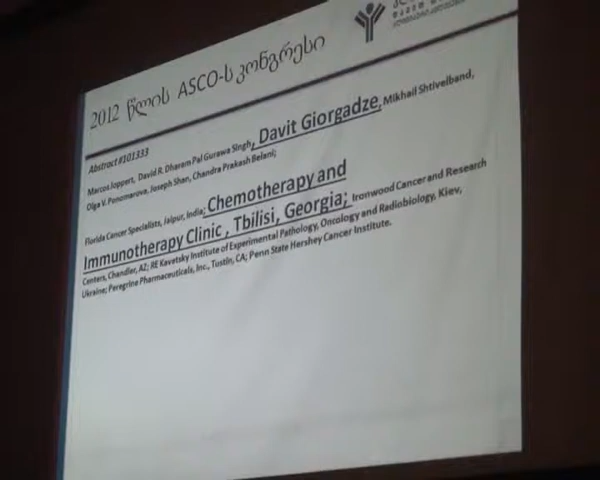 2012 წლის ASCO-ს კონგრესი
Abstract #101333
Marcos Joppert, David R. Dharam Pal Gurawa Singh, Davit Giorgadze, Mikhail Shtivelband,
Olga V. Ponomarova, Joseph Shan, Chandra Prakash Belani;
Florida Cancer Specialists, Jaipur, India; Chemotherapy and
Immunotherapy Clinic , Tbilisi, Georgia; Ironwood Cancer and Research
Centers, Chandler, AZ; RE Kavetsky Institute of Experimental Pathology, Oncology and Radiobiology, Kiev,
Ukraine; Peregrine Pharmaceuticals, Inc., Tustin, CA; Penn State Hershey Cancer Institute.